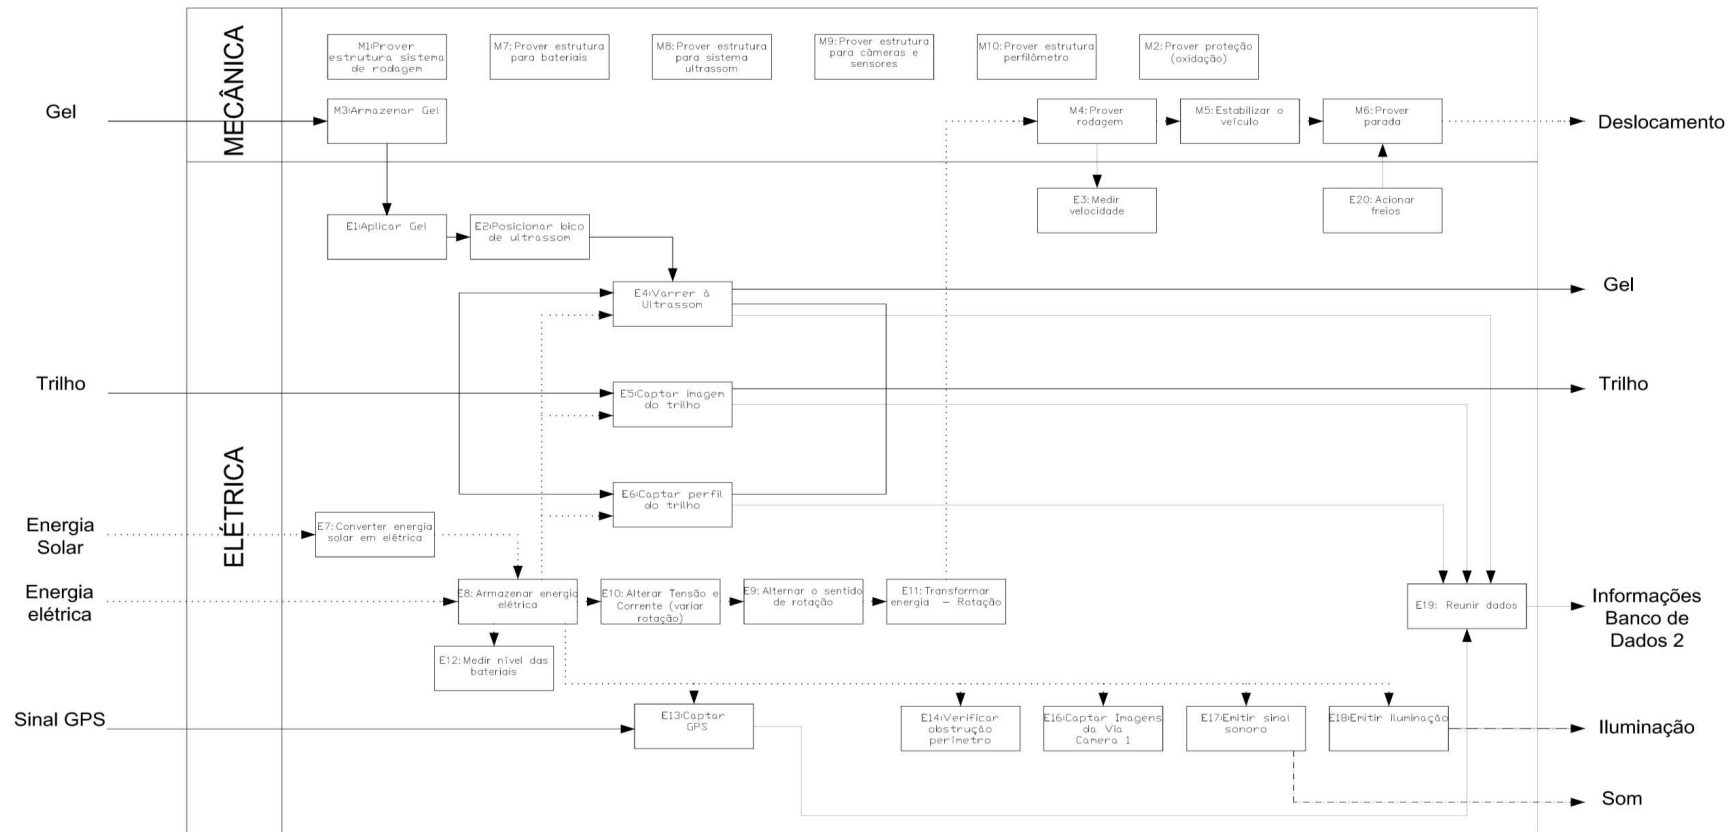 MECÂNICA
M1:Prover
estrutura sistema
de rodagem
M7: Prover estrutura
para bateriais
M8: Prover estrutura
para sistema
ultrassom
M9: Prover estrutura
para câmeras e
sensores
M10: Prover estrutura
perfilômetro
M2: Prover proteção
(oxidação)
Gel
M3:Armazenar Gel
M4: Prover
rodagem
M5: Estabilizar o
veículo
M6: Prover
parada
Deslocamento
ELÉTRICA
E3: Medir
velocidade
E20: Acionar
freios
E1:Aplicar Gel
E2:Posicionar bico
de ultrassom
E4:Varrer à
Ultrassom
Gel
Trilho
E5:Captar imagem
do trilho
Trilho
E6:Captar perfil
do trilho
Energia
Solar
E7: Converter energia
solar em elétrica
Energia
elétrica
E8: Armazenar energia
elétrica
E10: Alterar Tensão e
Corrente (variar
rotação)
E9: Alternar o sentido
de rotação
E11: Transformar
energia – Rotação
E19: Reunir dados
Informações
Banco de
Dados 2
E12: Medir nível das
bateriais
Sinal GPS
E13:Captar
GPS
E14:Verificar
obstrução
perímetro
E16:Captar Imagens
da Via
Camera 1
E17:Emitir sinal
sonoro
E18:Emitir iluminação
Iluminação
Som